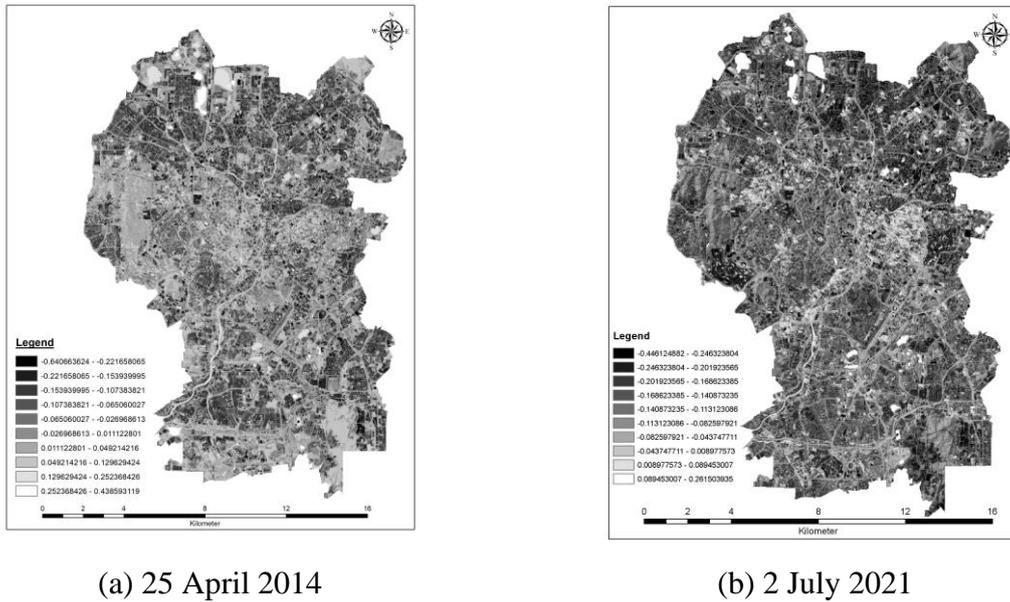 N
W E
S
Legend
-0.640663624 - -0.221658065
-0.221658065 - -0.153939995
-0.153939995 - -0.107383821
-0.107383821 - -0.065060027
-0.065060027 - -0.026968613
-0.026968613 - 0.011122801
0.011122801 - 0.049214216
0.049214216 - 0.129629424
0.129629424 - 0.252368426
0.252368426 - 0.438593119
0 2 4 8 12 16
Kilometer
(a) 25 April 2014
N
W E
S
Legend
-0.446124882 - -0.246323804
-0.246323804 - -0.201923565
-0.201923565 - -0.168623385
-0.168623385 - -0.140873235
-0.140873235 - -0.113123086
-0.113123086 - -0.082597921
-0.082597921 - -0.043747711
-0.043747711 - 0.008977573
0.008977573 - 0.089453007
0.089453007 - 0.261503935
0 2 4 8 12 16
Kilometer
(b) 2 July 2021